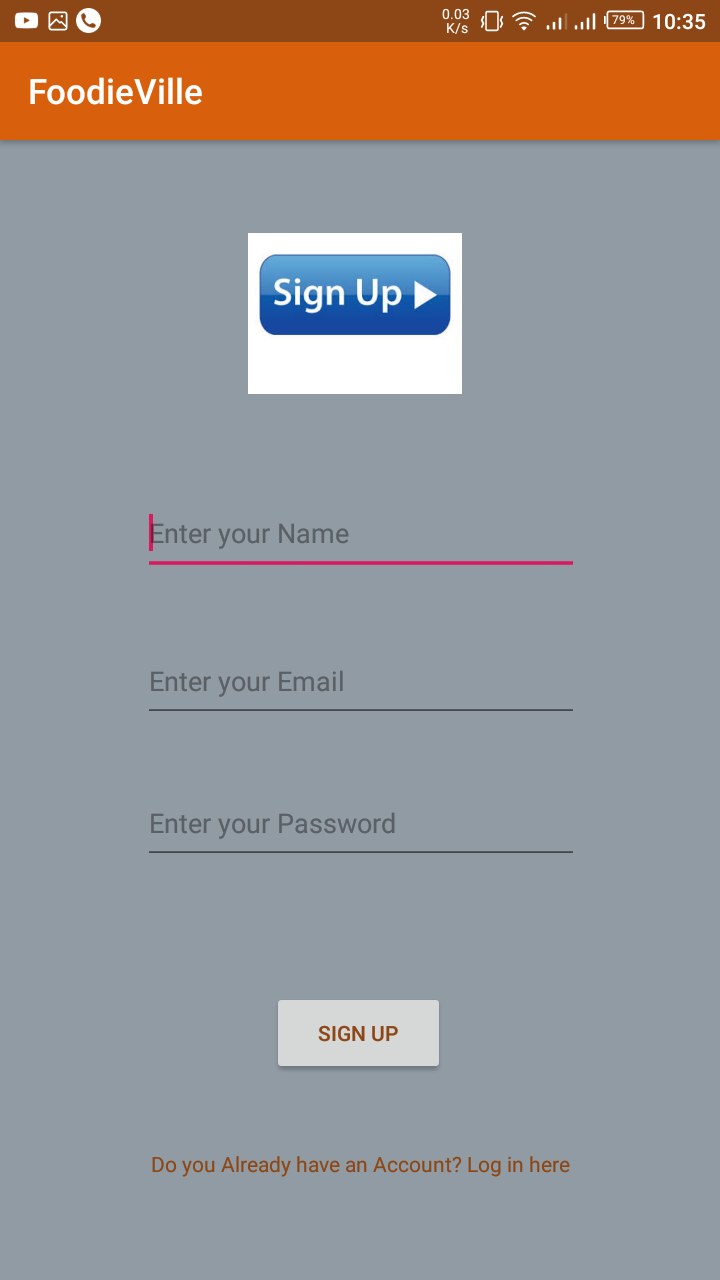 0.03
K/s
79%
10:35
FoodieVille
Sign Up
Enter your Name
Enter your Email
Enter your Password
SIGN UP
Do you Already have an Account? Log in here